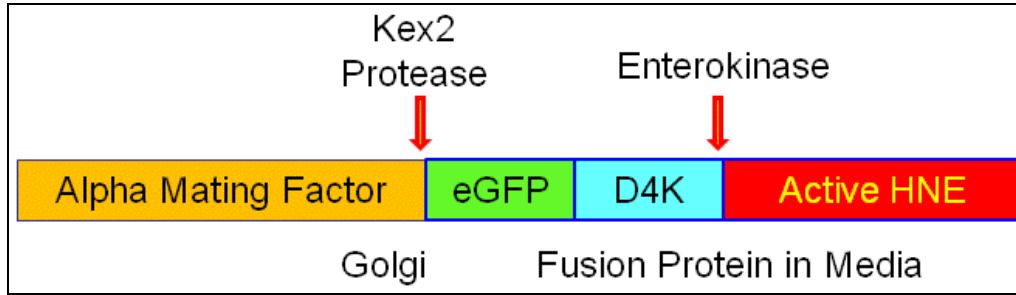 Kex2
Protease
Enterokinase
Alpha Mating Factor eGFP D4K Active HNE
Golgi Fusion Protein in Media